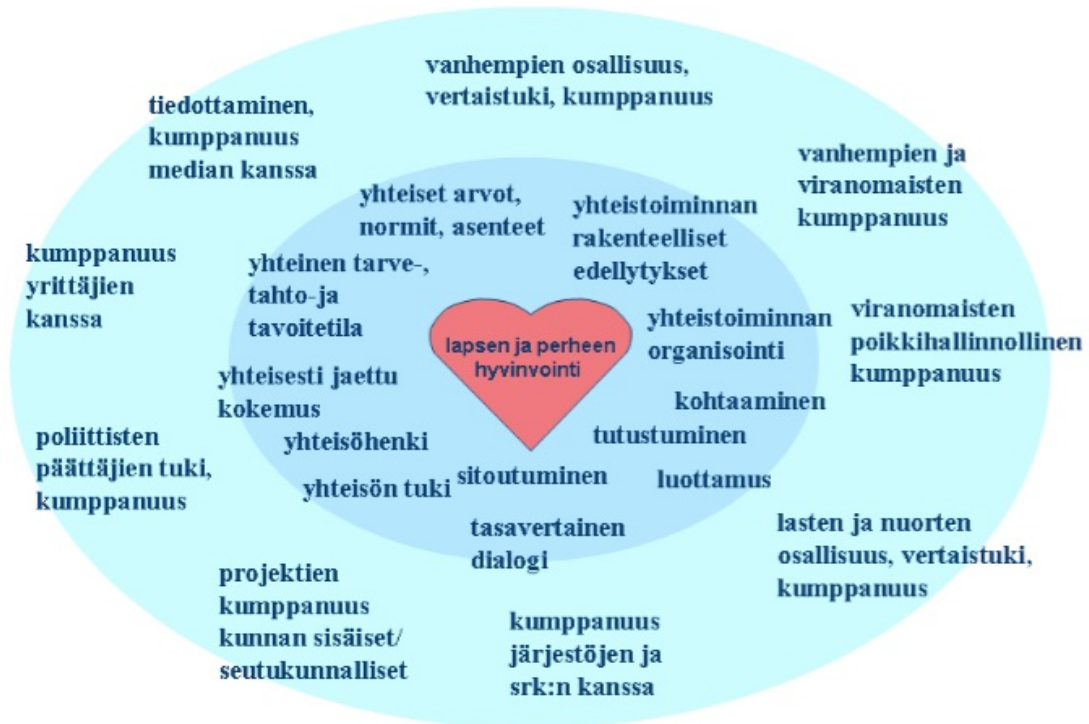 vanhempien osallisuus,
vertaistuki, kumppanuus
tiedottaminen,
kumppanuus
median kanssa
vanhempien ja
viranomaisten
kumppanuus
kumppanuus
yrittäjien
kanssa
viranomaisten
poikkihallinnollinen
kumppanuus
poliittisten
päättäjien tuki,
kumppanuus
lasten ja nuorten
osallisuus, vertaistuki,
kumppanuus
projektien
kumppanuus
kunnan sisäiset/
seutukunnalliset
kumppanuus
järjestöjen ja
srk:n kanssa
yhteiset arvot,
normit, asenteet
yhteistoiminnan
rakenteelliset
edellytykset
yhteinen tarve-,
tahto-ja
tavoitetila
yhteistoiminnan
organisointi
yhteisesti jaettu
kokemus
kohtaaminen
yhteisöhenki
tutustuminen
yhteisön tuki
sitoutuminen
luottamus
tasavertainen
dialogi
lapsen ja perheen
hyvinvointi